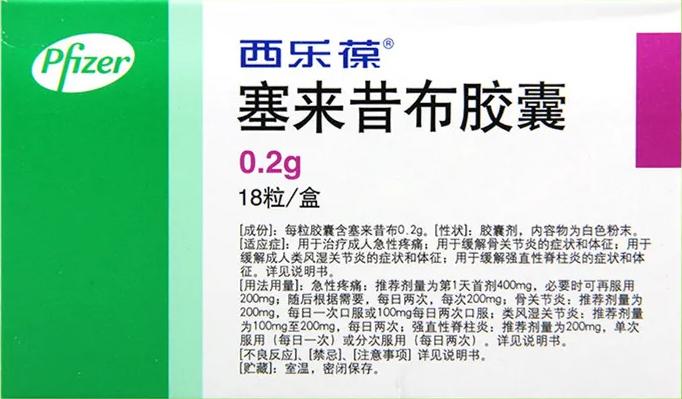 Pfizer
西乐葆®
塞来昔布胶囊
0.2g
18粒/盒
[成份]：每粒胶囊含塞来昔布0.2g。[性状]：胶囊剂，内容物为白色粉末。
[适应症]：用于治疗成人急性疼痛；用于缓解骨关节炎的症状和体征；用于
缓解成人类风湿关节炎的症状和体征；用于缓解强直性脊柱炎的症状和体
征。详见说明书。
[用法用量]：急性疼痛：推荐剂量为第1天首剂400mg，必要时可再服用
200mg；随后根据需要，每日两次，每次200mg；骨关节炎：推荐剂量为
200mg，每日一次口服或100mg每日两次口服；类风湿关节炎：推荐剂量
为100mg至200mg，每日两次；强直性脊柱炎：推荐剂量为200mg，单次
服用（每日一次）或分次服用（每日两次）。详见说明书。
[不良反应]、[禁忌]、[注意事项] 详见说明书。
[贮藏]：室温，密闭保存。